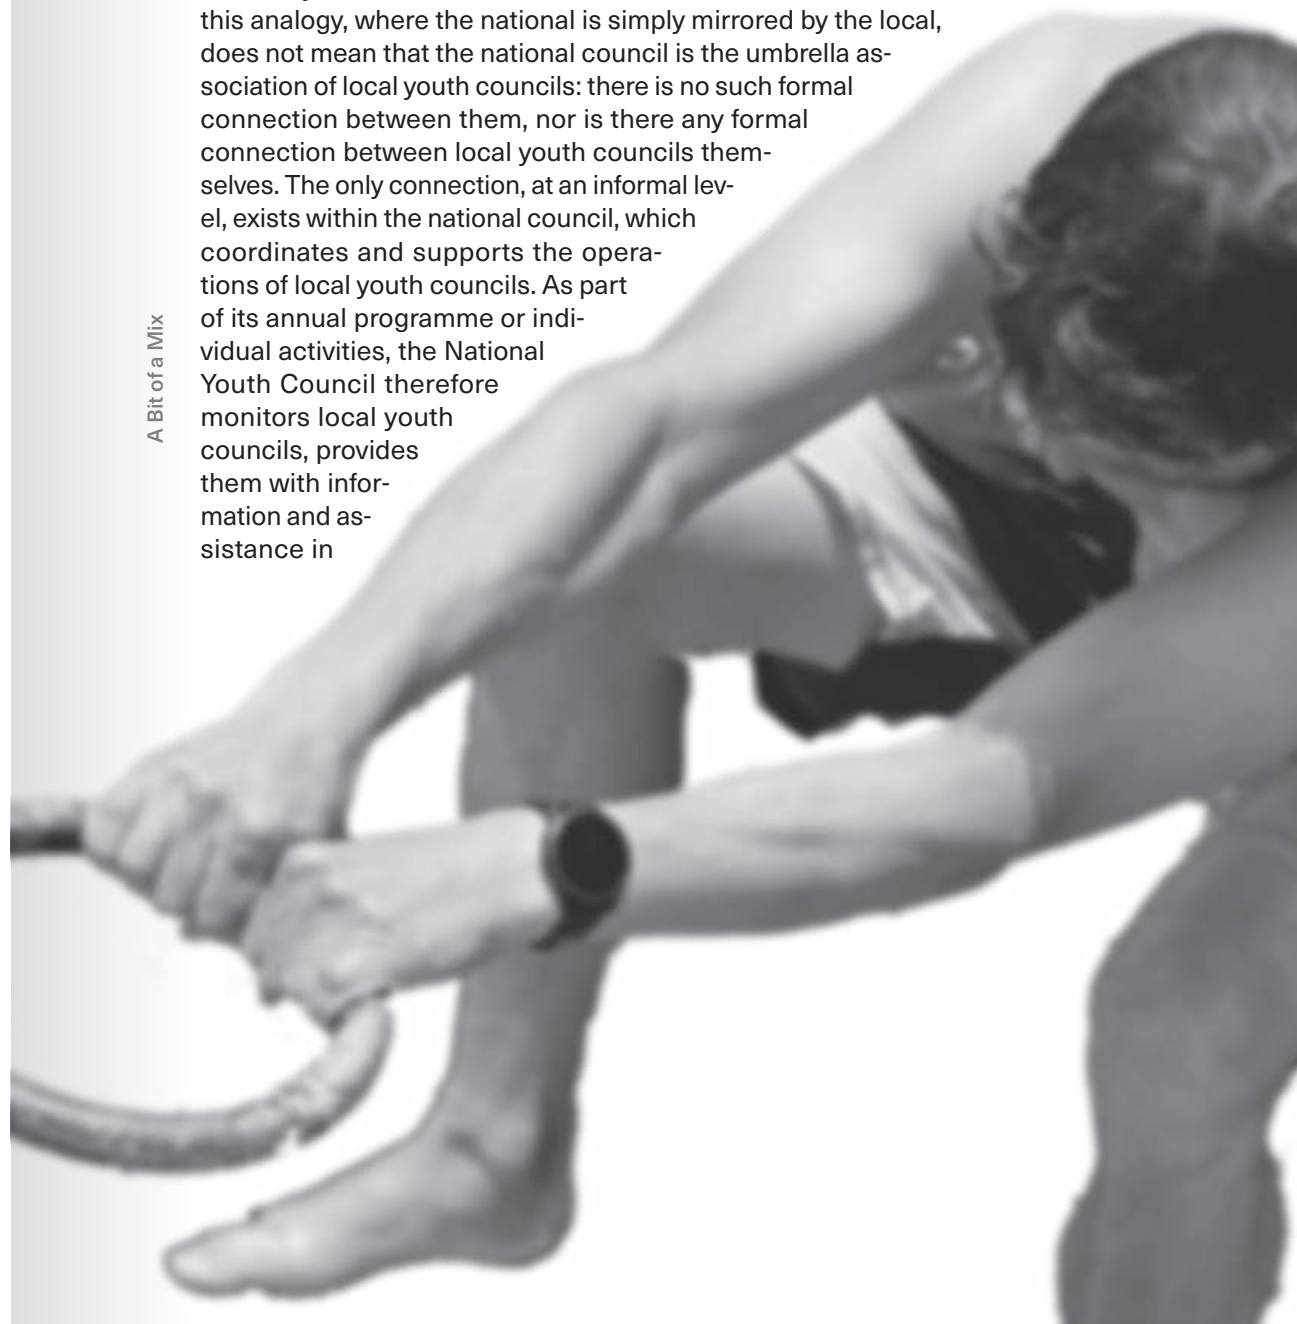 this analogy, where the national is simply mirrored by the local,
does not mean that the national council is the umbrella as-
sociation of local youth councils: there is no such formal
connection between them, nor is there any formal
connection between local youth councils them-
selves. The only connection, at an informal lev-
el, exists within the national council, which
coordinates and supports the opera-
tions of local youth councils. As part
of its annual programme or indi-
vidual activities, the National
Youth Council therefore
monitors local youth
councils, provides
them with infor-
mation and as-
sistance in
A Bit of a Mix